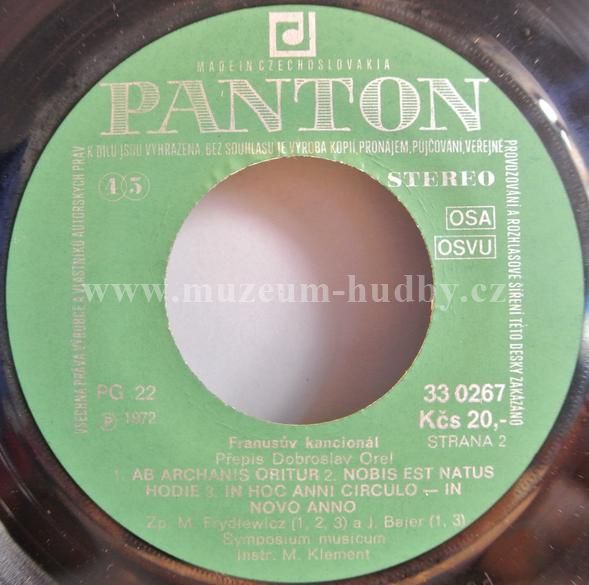 MADE IN CZECHOSLOVAKIA
PANTON
VŠECHNA PRÁVA VÝROBCE A VLASTNÍKŮ AUTORSKÝCH PRÁV K DÍLU JSOU VYHRAZENA. BEZ SOUHLASU JE VÝROBA KOPIÍ, PRONÁJEM, PŮJČOVÁNÍ, VEŘEJNÉ PROVOZOVÁNÍ A ROZHLASOVÉ ŠÍŘENÍ TÉTO DESKY ZAKÁZÁNO
45
STEREO
OSA
OSVU
www.muzeum-hudby.cz
PG 22
33 0267
Ⓟ 1972
Kčs 20,-
STRANA 2
Franusův kancionál
Přepis Dobroslav Orel
1. AB ARCHANIS ORITUR 2. NOBIS EST NATUS
HODIE 3. IN HOC ANNI CIRCULO — IN
NOVO ANNO
Zp. M. Frydlewicz (1, 2, 3) a J. Bajer (1, 3)
Symposium musicum
Instr. M. Klement